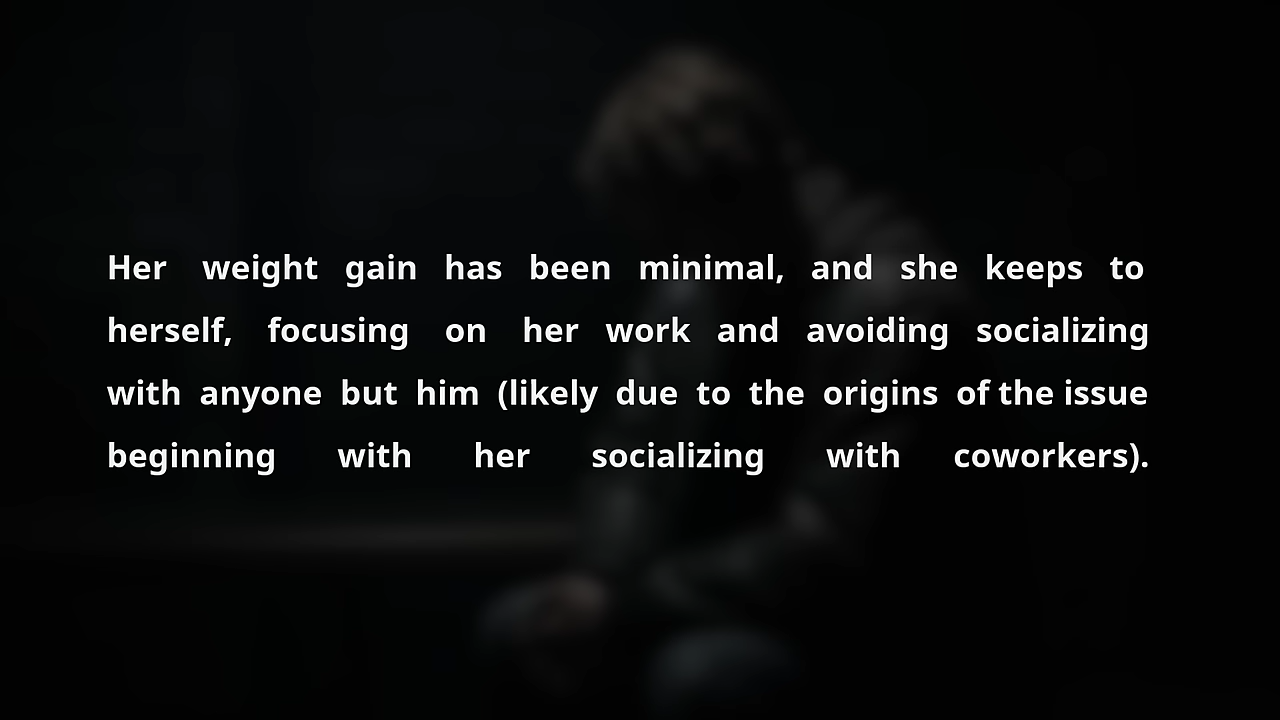 Her weight gain has been minimal, and she keeps to
herself, focusing on her work and avoiding socializing
with anyone but him (likely due to the origins of the issue
beginning with her socializing with coworkers).